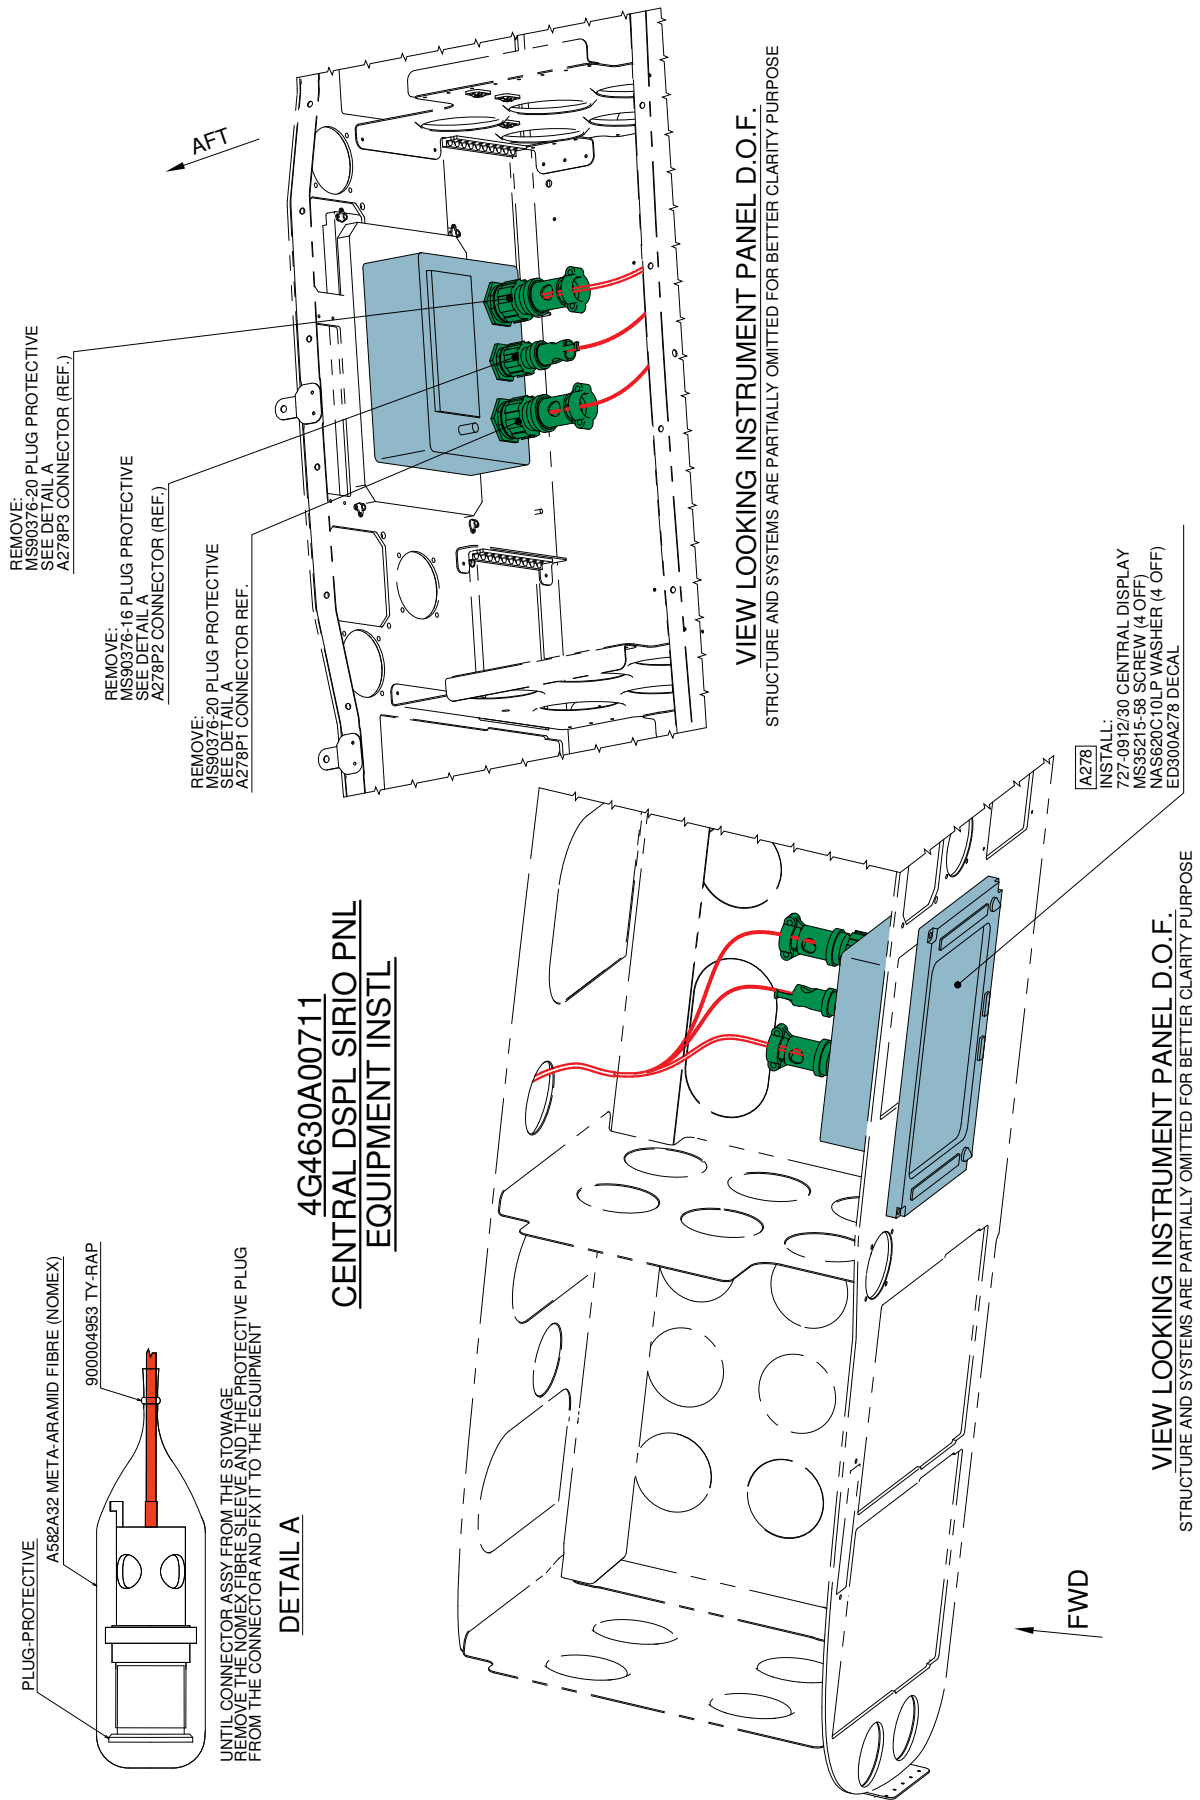 PLUG-PROTECTIVE
A582A32 META-ARAMID FIBRE (NOMEX)
900004953 TY-RAP
UNTIL CONNECTOR ASSY FROM THE STOWAGE
REMOVE THE NOMEX FIBRE SLEEVE AND THE PROTECTIVE PLUG
FROM THE CONNECTOR AND FIX IT TO THE EQUIPMENT
DETAIL A
4G4630A00711
CENTRAL DSPL SIRIO PNL
EQUIPMENT INSTL
REMOVE:
MS90376-20 PLUG PROTECTIVE
SEE DETAIL A
A278P3 CONNECTOR (REF.)
REMOVE:
MS90376-16 PLUG PROTECTIVE
SEE DETAIL A
A278P2 CONNECTOR (REF.)
REMOVE:
MS90376-20 PLUG PROTECTIVE
SEE DETAIL A
A278P1 CONNECTOR REF.
AFT
VIEW LOOKING INSTRUMENT PANEL D.O.F.
STRUCTURE AND SYSTEMS ARE PARTIALLY OMITTED FOR BETTER CLARITY PURPOSE
A278
INSTALL:
727-0912/30 CENTRAL DISPLAY
MS35215-58 SCREW (4 OFF)
NAS620C10LP WASHER (4 OFF)
ED300A278 DECAL
FWD
VIEW LOOKING INSTRUMENT PANEL D.O.F.
STRUCTURE AND SYSTEMS ARE PARTIALLY OMITTED FOR BETTER CLARITY PURPOSE